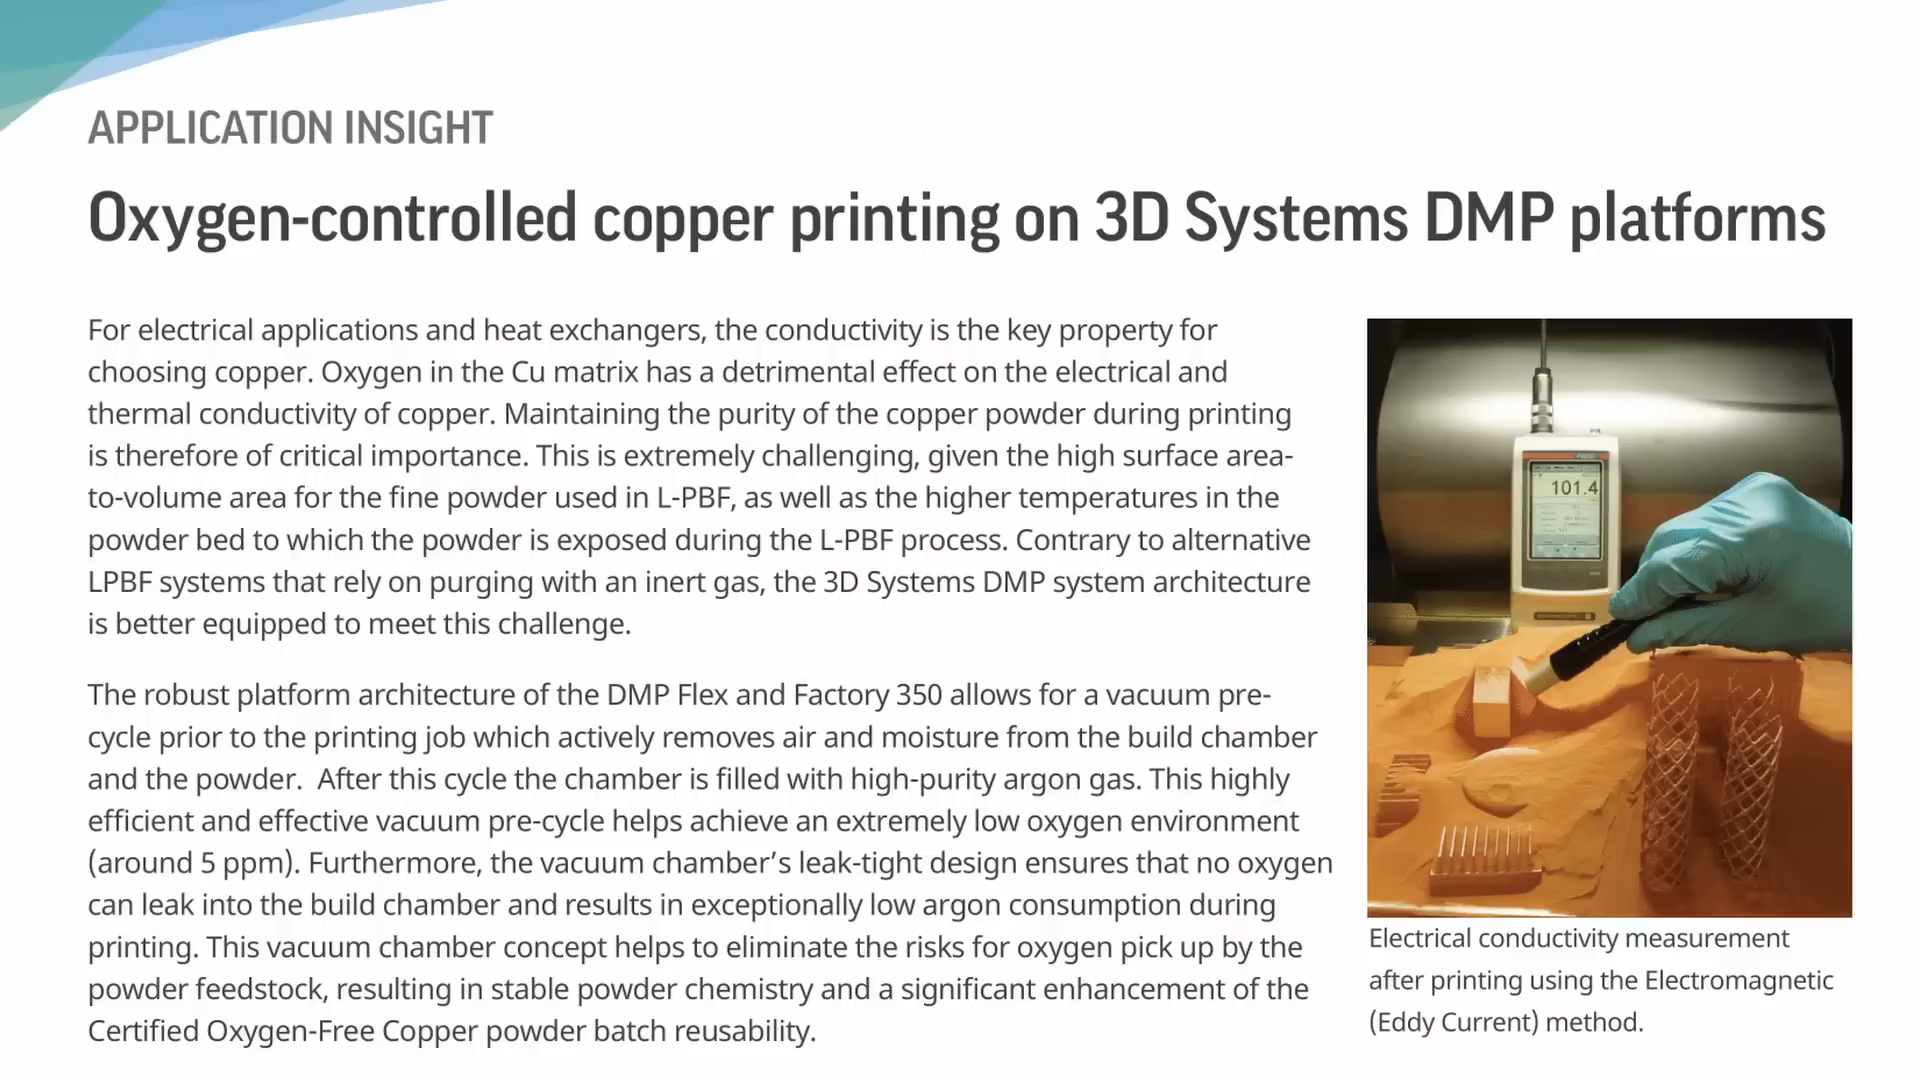 APPLICATION INSIGHT
Oxygen-controlled copper printing on 3D Systems DMP platforms
For electrical applications and heat exchangers, the conductivity is the key property for
choosing copper. Oxygen in the Cu matrix has a detrimental effect on the electrical and
thermal conductivity of copper. Maintaining the purity of the copper powder during printing
is therefore of critical importance. This is extremely challenging, given the high surface area-
to-volume area for the fine powder used in L-PBF, as well as the higher temperatures in the
powder bed to which the powder is exposed during the L-PBF process. Contrary to alternative
LPBF systems that rely on purging with an inert gas, the 3D Systems DMP system architecture
is better equipped to meet this challenge.
The robust platform architecture of the DMP Flex and Factory 350 allows for a vacuum pre-
cycle prior to the printing job which actively removes air and moisture from the build chamber
and the powder.  After this cycle the chamber is filled with high-purity argon gas. This highly
efficient and effective vacuum pre-cycle helps achieve an extremely low oxygen environment
(around 5 ppm). Furthermore, the vacuum chamber’s leak-tight design ensures that no oxygen
can leak into the build chamber and results in exceptionally low argon consumption during
printing. This vacuum chamber concept helps to eliminate the risks for oxygen pick up by the
powder feedstock, resulting in stable powder chemistry and a significant enhancement of the
Certified Oxygen-Free Copper powder batch reusability.
101.4
Electrical conductivity measurement
after printing using the Electromagnetic
(Eddy Current) method.